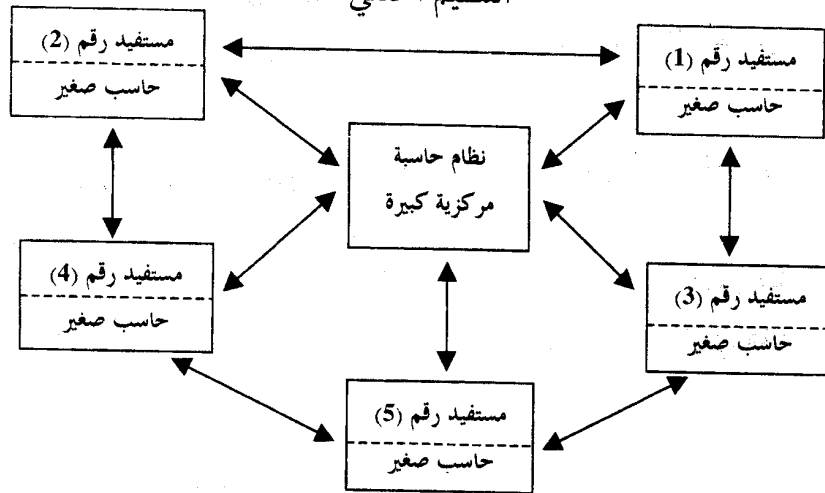 مستفيد رقم (1)
حاسب صغير
مستفيد رقم (2)
حاسب صغير
نظام حاسبة
مركزية كبيرة
مستفيد رقم (3)
حاسب صغير
مستفيد رقم (4)
حاسب صغير
مستفيد رقم (5)
حاسب صغير